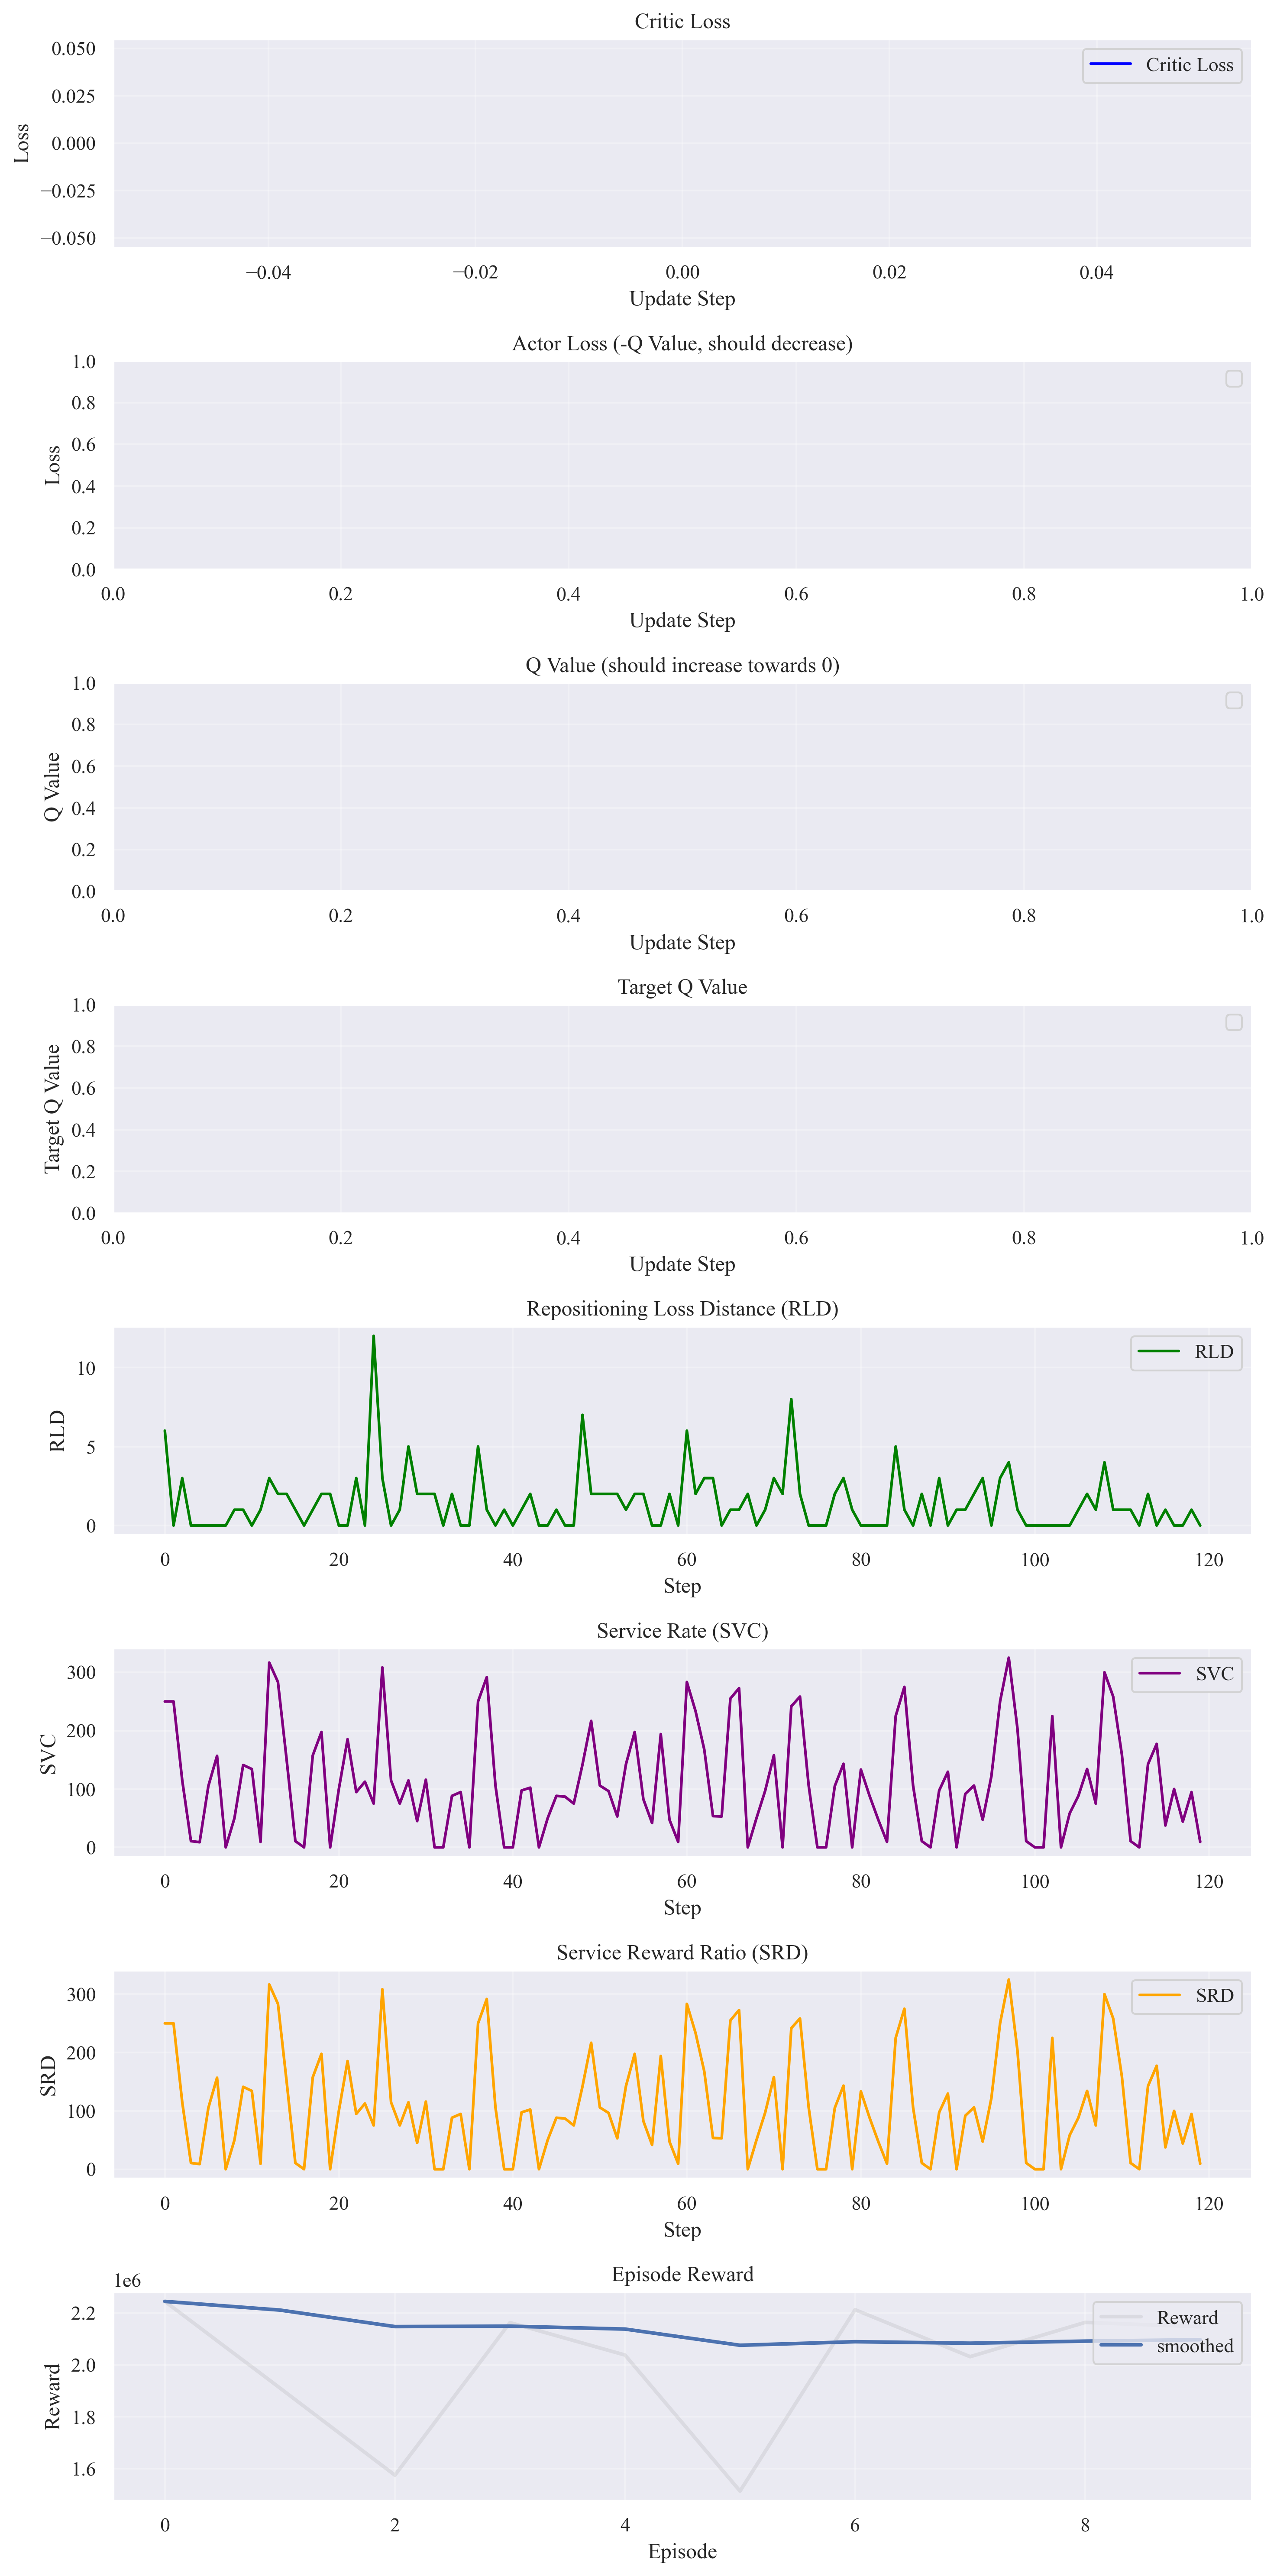 Critic Loss
0.050
0.025
0.000
−0.025
−0.050
Loss
Critic Loss
−0.04 −0.02 0.00 0.02 0.04
Update Step
Actor Loss (-Q Value, should decrease)
1.0
0.8
0.6
0.4
0.2
0.0
Loss
0.0 0.2 0.4 0.6 0.8 1.0
Update Step
Q Value (should increase towards 0)
1.0
0.8
0.6
0.4
0.2
0.0
Q Value
0.0 0.2 0.4 0.6 0.8 1.0
Update Step
Target Q Value
1.0
0.8
0.6
0.4
0.2
0.0
Target Q Value
0.0 0.2 0.4 0.6 0.8 1.0
Update Step
Repositioning Loss Distance (RLD)
10
5
0
RLD
RLD
0 20 40 60 80 100 120
Step
Service Rate (SVC)
300
200
100
0
SVC
SVC
0 20 40 60 80 100 120
Step
Service Reward Ratio (SRD)
300
200
100
0
SRD
SRD
0 20 40 60 80 100 120
Step
Episode Reward
1e6
2.2
2.0
1.8
1.6
Reward
Reward
smoothed
0 2 4 6 8
Episode